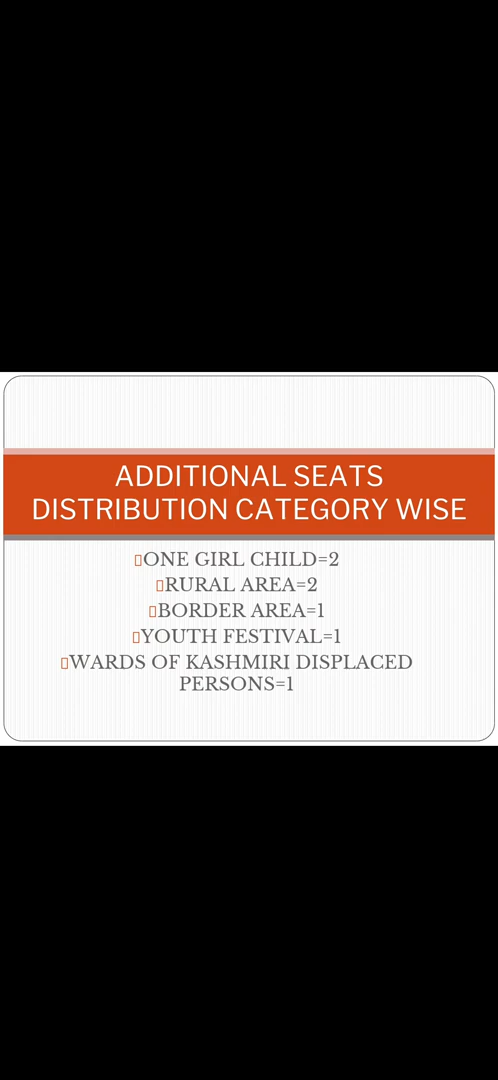 ADDITIONAL SEATS
DISTRIBUTION CATEGORY WISE
▯ONE GIRL CHILD=2
▯RURAL AREA=2
▯BORDER AREA=1
▯YOUTH FESTIVAL=1
▯WARDS OF KASHMIRI DISPLACED
PERSONS=1